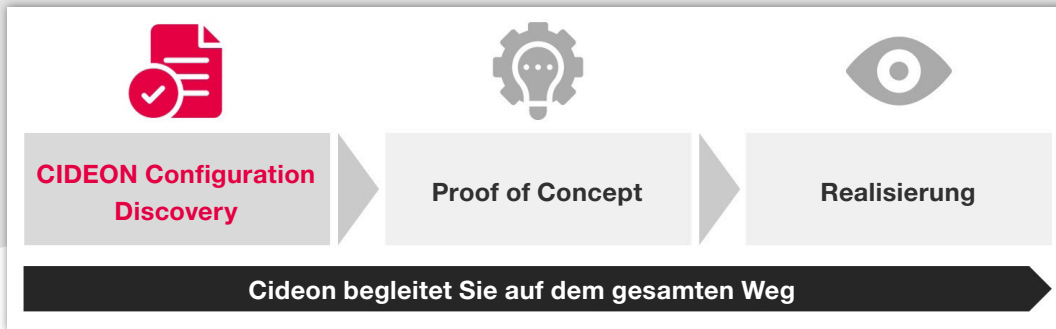 CIDEON Configuration
Discovery
Proof of Concept
Realisierung
Cideon begleitet Sie auf dem gesamten Weg